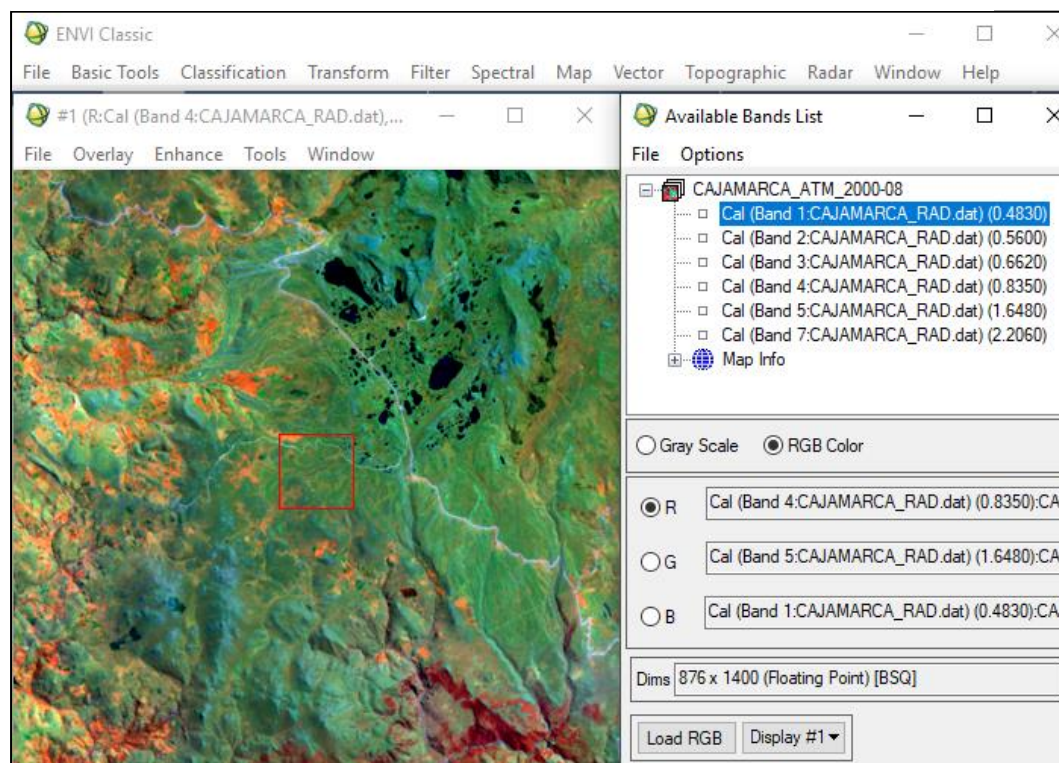 ENVI Classic
File Basic Tools Classification Transform Filter Spectral Map Vector Topographic Radar Window Help
#1 (R:Cal (Band 4:CAJAMARCA_RAD.dat),...
File Overlay Enhance Tools Window
Available Bands List
File Options
CAJAMARCA_ATM_2000-08
Cal (Band 1:CAJAMARCA_RAD.dat) (0.4830)
Cal (Band 2:CAJAMARCA_RAD.dat) (0.5600)
Cal (Band 3:CAJAMARCA_RAD.dat) (0.6620)
Cal (Band 4:CAJAMARCA_RAD.dat) (0.8350)
Cal (Band 5:CAJAMARCA_RAD.dat) (1.6480)
Cal (Band 7:CAJAMARCA_RAD.dat) (2.2060)
Map Info
Gray Scale RGB Color
R Cal (Band 4:CAJAMARCA_RAD.dat) (0.8350):CA
G Cal (Band 5:CAJAMARCA_RAD.dat) (1.6480):CA
B Cal (Band 1:CAJAMARCA_RAD.dat) (0.4830):CA
Dims 876 x 1400 (Floating Point) [BSQ]
Load RGB Display #1